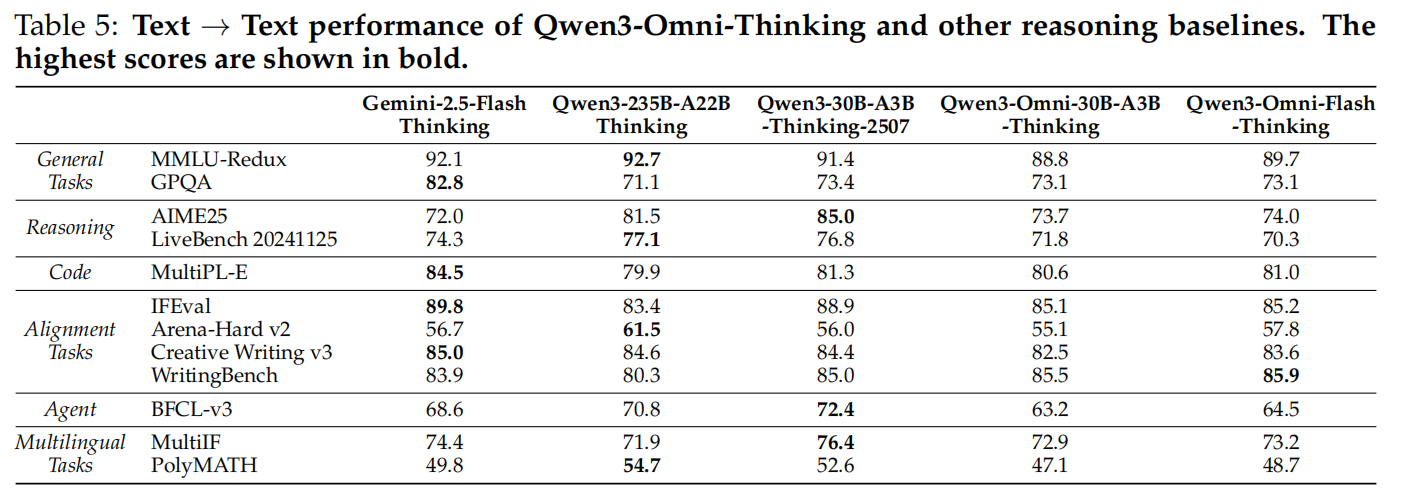 Table 5: Text → Text performance of Qwen3-Omni-Thinking and other reasoning baselines. The
highest scores are shown in bold.
Gemini-2.5-Flash Qwen3-235B-A22B Qwen3-30B-A3B Qwen3-Omni-30B-A3B Qwen3-Omni-Flash
Thinking Thinking -Thinking-2507 -Thinking -Thinking
General MMLU-Redux 92.1 92.7 91.4 88.8 89.7
Tasks GPQA 82.8 71.1 73.4 73.1 73.1
Reasoning
AIME25 72.0 81.5 85.0 73.7 74.0
LiveBench 20241125 74.3 77.1 76.8 71.8 70.3
Code MultiPL-E 84.5 79.9 81.3 80.6 81.0
IFEval 89.8 83.4 88.9 85.1 85.2
Alignment Arena-Hard v2 56.7 61.5 56.0 55.1 57.8
Tasks Creative Writing v3 85.0 84.6 84.4 82.5 83.6
WritingBench 83.9 80.3 85.0 85.5 85.9
Agent BFCL-v3 68.6 70.8 72.4 63.2 64.5
Multilingual MultiIF 74.4 71.9 76.4 72.9 73.2
Tasks PolyMATH 49.8 54.7 52.6 47.1 48.7